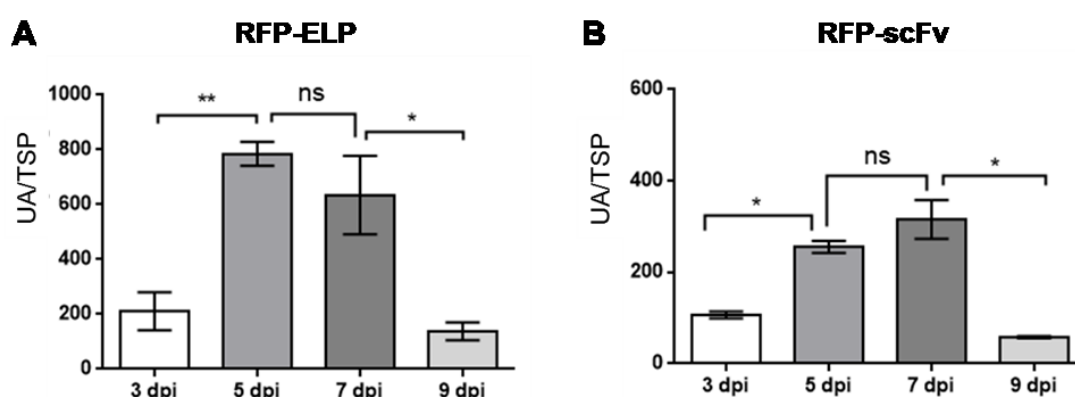 A
RFP-ELP
UA/TSP
1000
800
600
400
200
0
**
ns
*
3 dpi
5 dpi
7 dpi
9 dpi
B
RFP-scFv
UA/TSP
600
400
200
0
*
ns
*
3 dpi
5 dpi
7 dpi
9 dpi